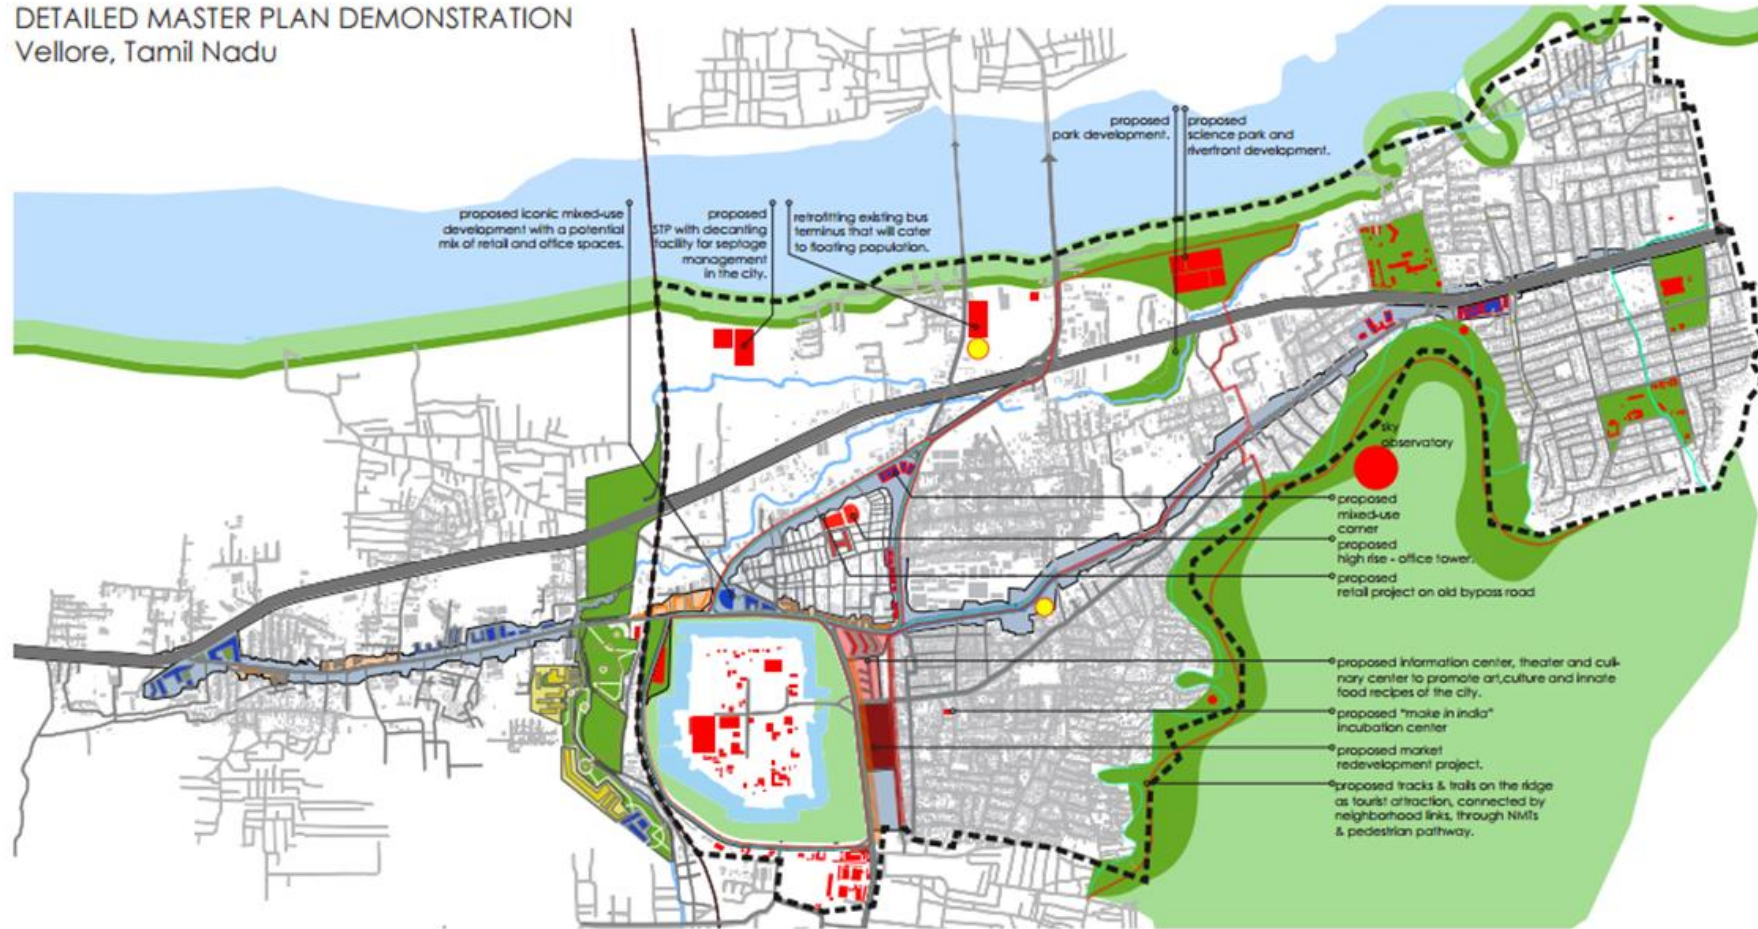 DETAILED MASTER PLAN DEMONSTRATION
Vellore, Tamil Nadu
proposed
park development.
proposed
science park and
riverfront development.
proposed iconic mixed-use
development with a potential
mix of retail and office spaces.
proposed
STP with decanting
facility for septage
management
in the city.
retrofitting existing bus
terminus that will cater
to floating population.
sky
observatory
proposed
mixed-use
corner
proposed
high rise - office tower.
proposed
retail project on old bypass road
proposed information center, theater and culi-
nary center to promote art,culture and innate
food recipes of the city.
proposed "make in india"
incubation center
proposed market
redevelopment project.
proposed tracks & trails on the ridge
as tourist attraction, connected by
neighborhood links, through NMTs
& pedestrian pathway.